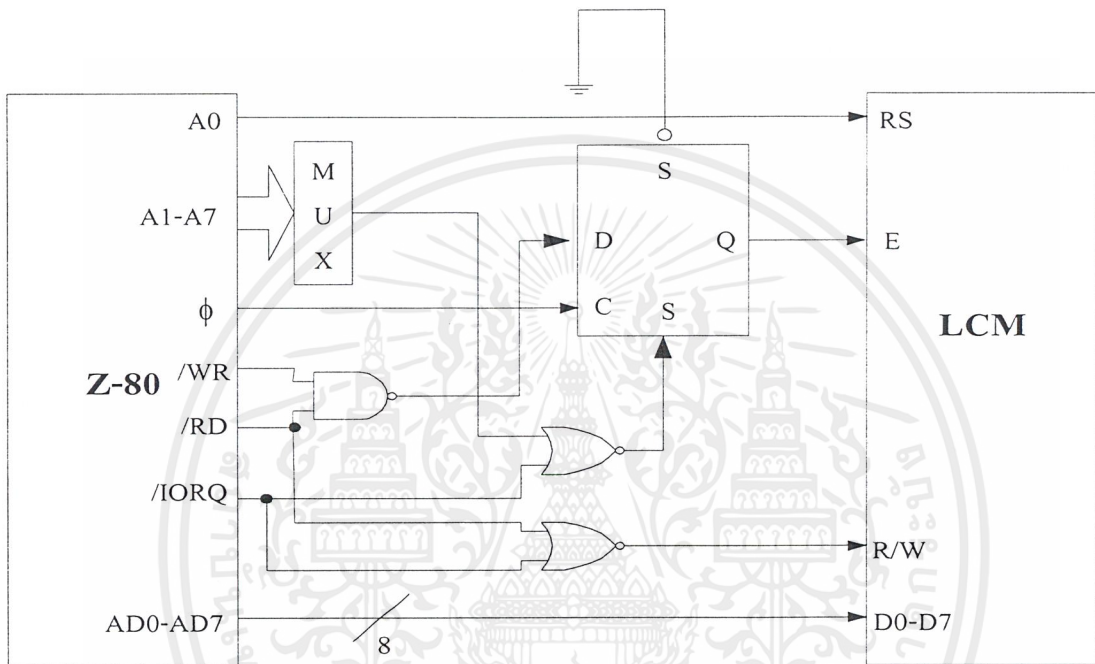 A0
A1-A7
ϕ
/WR
Z-80
/RD
/IORQ
AD0-AD7
M
U
X
8
S
D
Q
C
S
RS
E
LCM
R/W
D0-D7